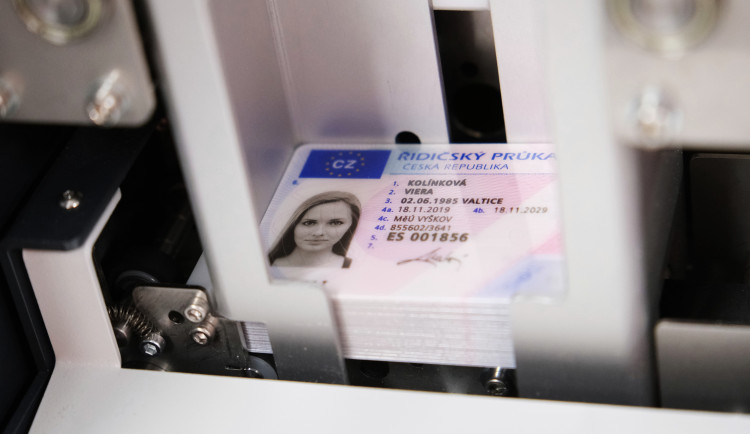 CZ
ŘIDIČSKÝ PRŮKA
ČESKÁ REPUBLIKA
1. KOLÍNKOVÁ
2. VIERA
3. 02.06.1985 VALTICE
4a. 18.11.2019 4b. 18.11.2029
4c. MěÚ VYŠKOV
4d. 855602/3641
5. ES 001856
7.